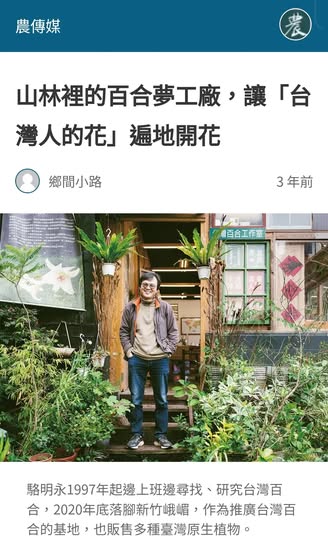 農傳媒
農
山林裡的百合夢工廠，讓「台
灣人的花」遍地開花
鄉間小路
3 年前
百合工作室
駱明永1997年起邊上班邊尋找、研究台灣百
合，2020年底落腳新竹峨嵋，作為推廣台灣百
合的基地，也販售多種臺灣原生植物。